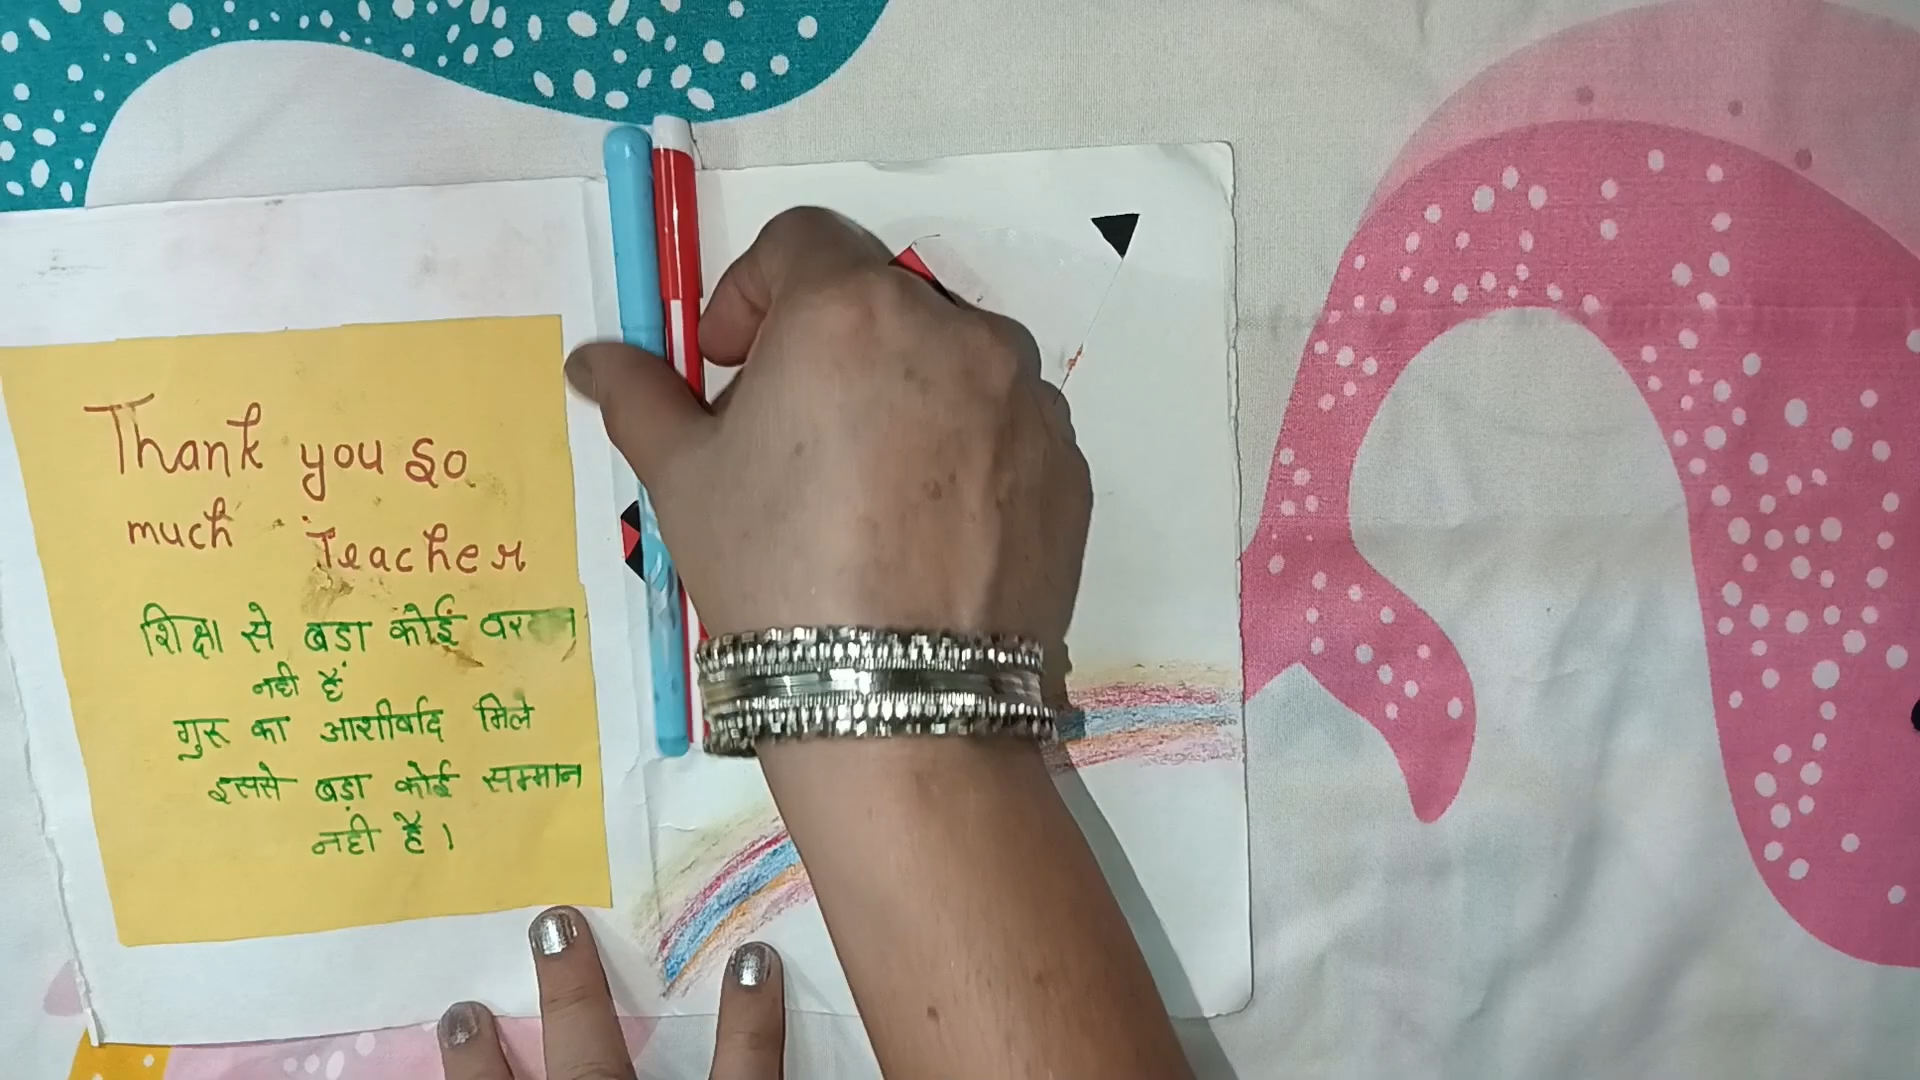 Thank you so
much Teacher
शिक्षा से बड़ा कोई
नही हैं
गुरू का आशीर्वाद मिले
इससे बड़ा कोई सम्मान
नही है।